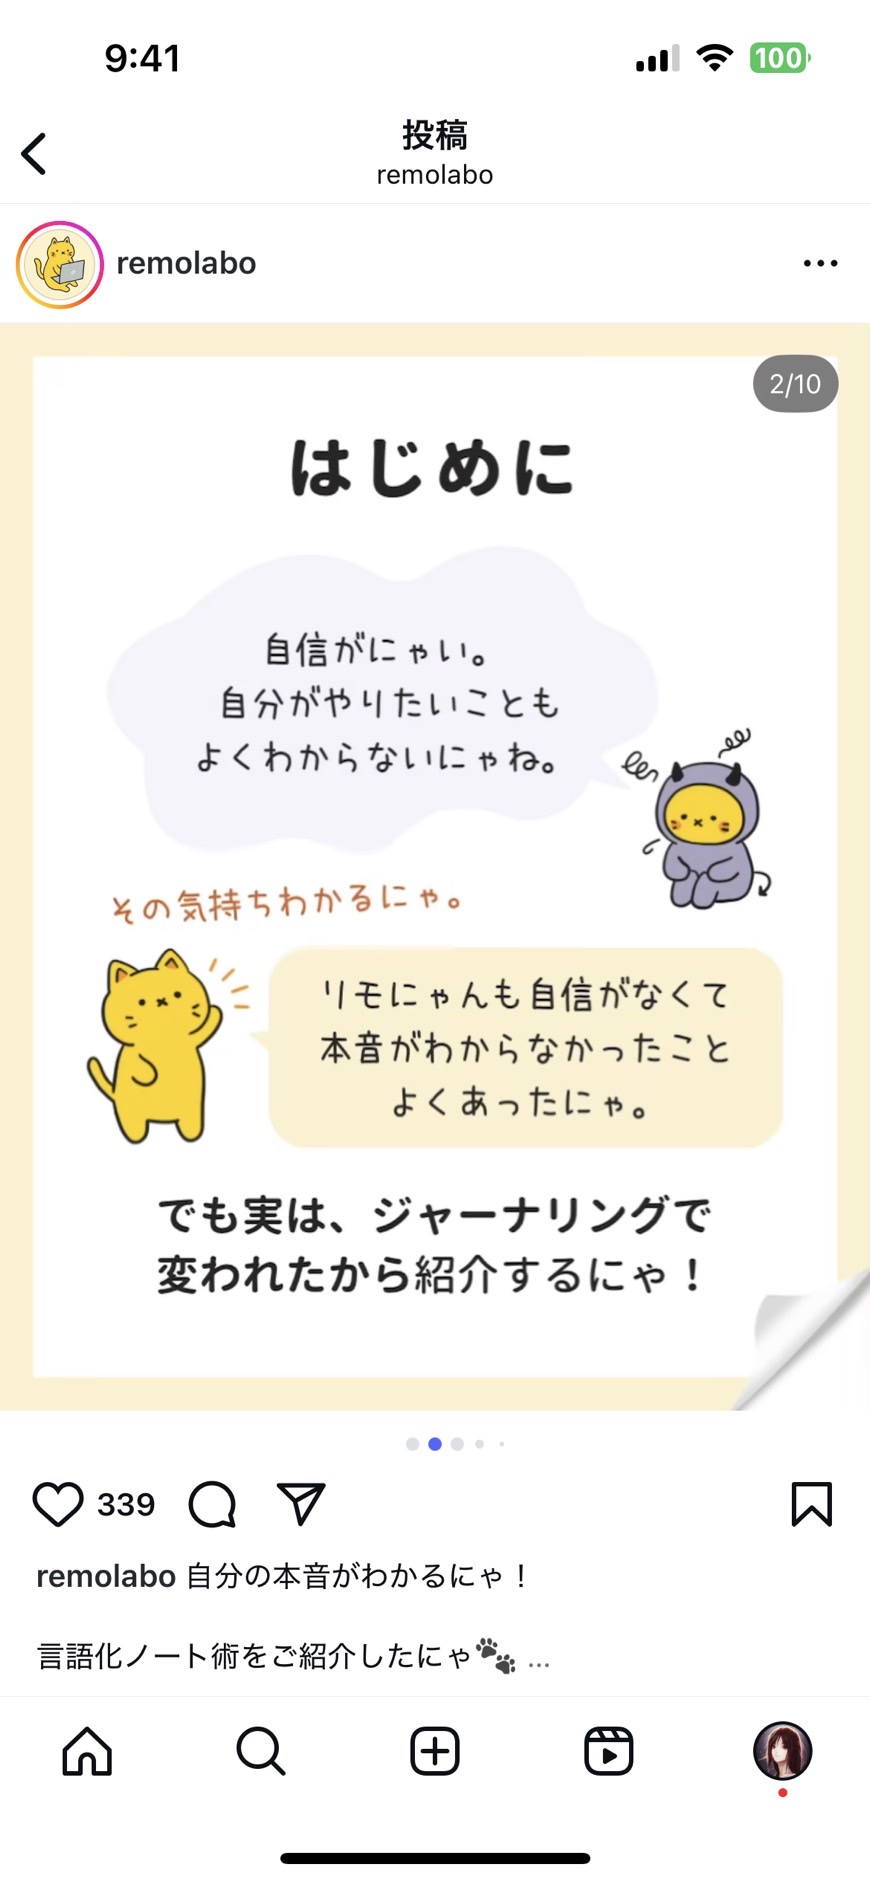 9:41
100
投稿
remolabo
remolabo
2/10
はじめに
自信がにゃい。
自分がやりたいことも
よくわからないにゃね。
その気持ちわかるにゃ。
リモにゃんも自信がなくて
本音がわからなかったこと
よくあったにゃ。
でも実は、ジャーナリングで
変われたから紹介するにゃ！
339
remolabo 自分の本音がわかるにゃ！
言語化ノート術をご紹介したにゃ🐾 ...